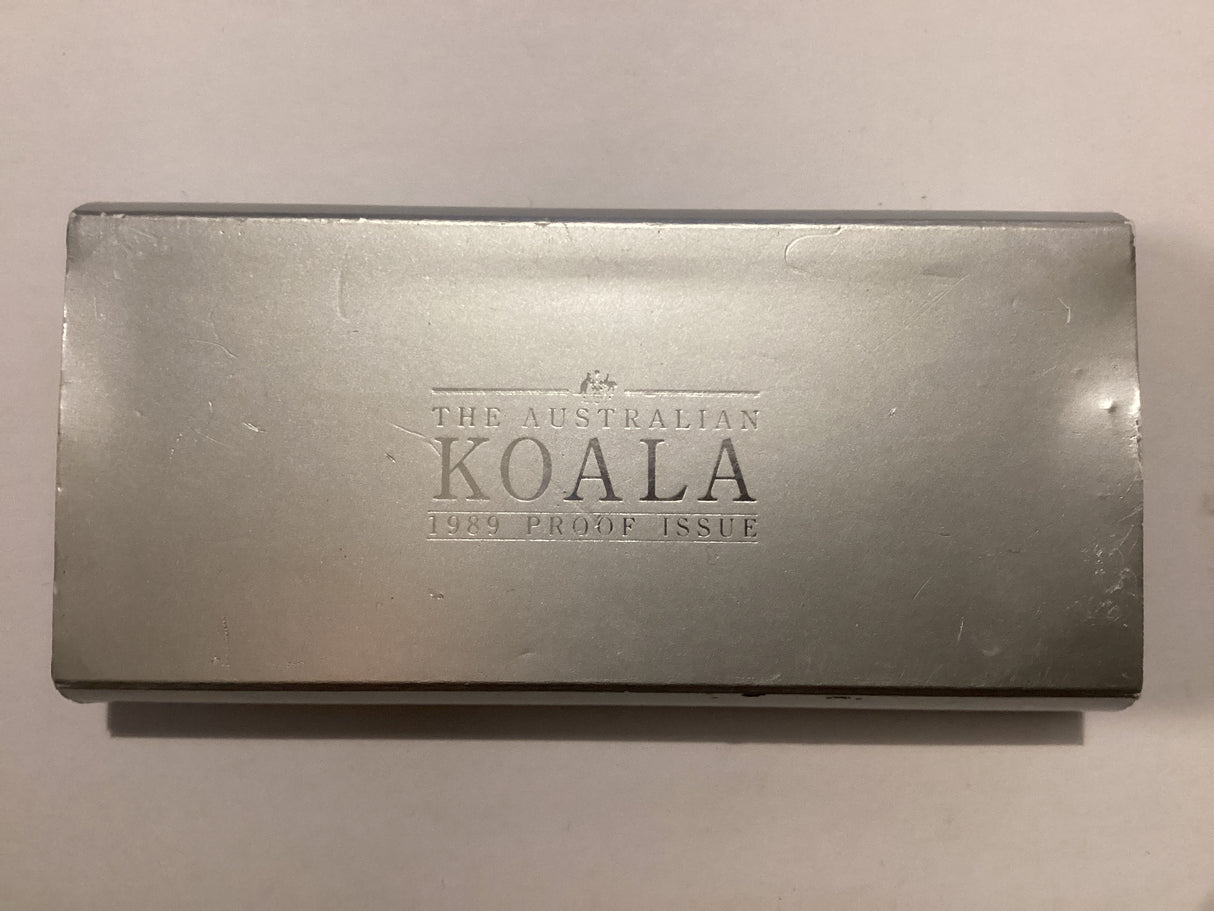 THE AUSTRALIAN
KOALA
1989 PROOF ISSUE